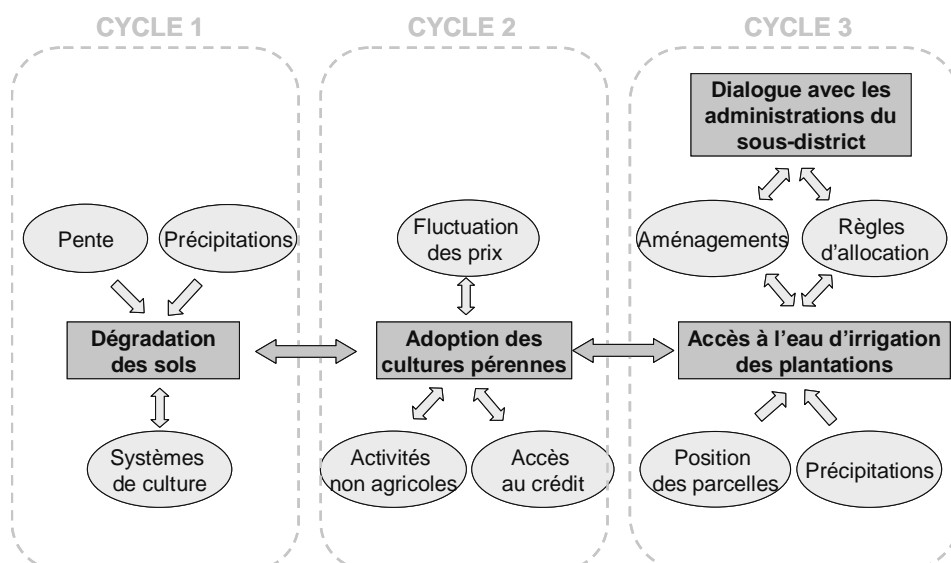 CYCLE 1
CYCLE 2
CYCLE 3
Dialogue avec les
administrations du
sous-district
Pente
Précipitations
Fluctuation
des prix
Aménagements
Règles
d'allocation
Dégradation
des sols
Adoption des
cultures pérennes
Accès à l'eau d'irrigation
des plantations
Systèmes
de culture
Activités
non agricoles
Accès
au crédit
Position
des parcelles
Précipitations